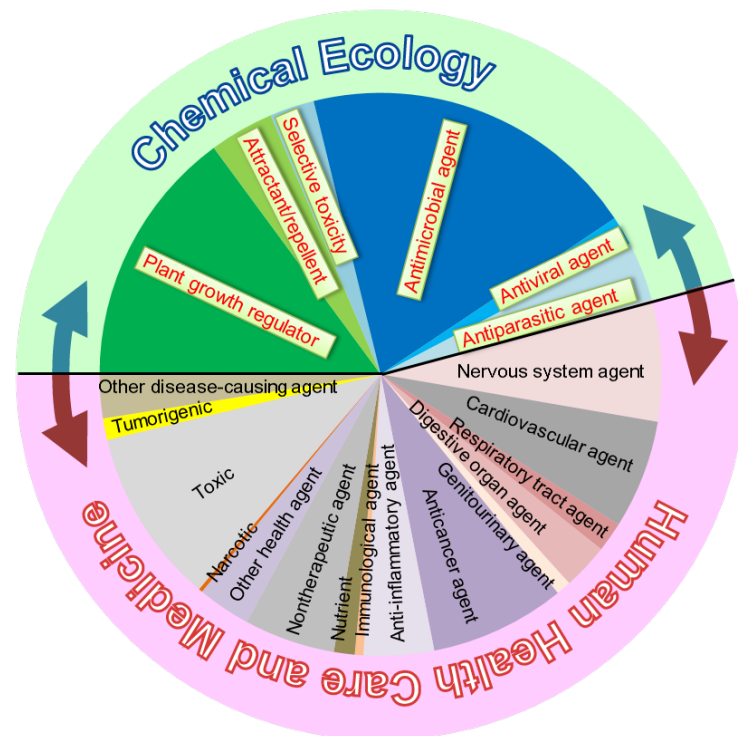 Chemical Ecology
Plant growth regulator
Attractant/repellent
Selective toxicity
Antimicrobial agent
Antiviral agent
Antiparasitic agent
Nervous system agent
Cardiovascular agent
Respiratory tract agent
Digestive organ agent
Genitourinary agent
Anticancer agent
Anti-inflammatory agent
Immunological agent
Nutrient
Nontherapeutic agent
Other health agent
Narcotic
Toxic
Tumorigenic
Other disease-causing agent
Human Health Care and Medicine